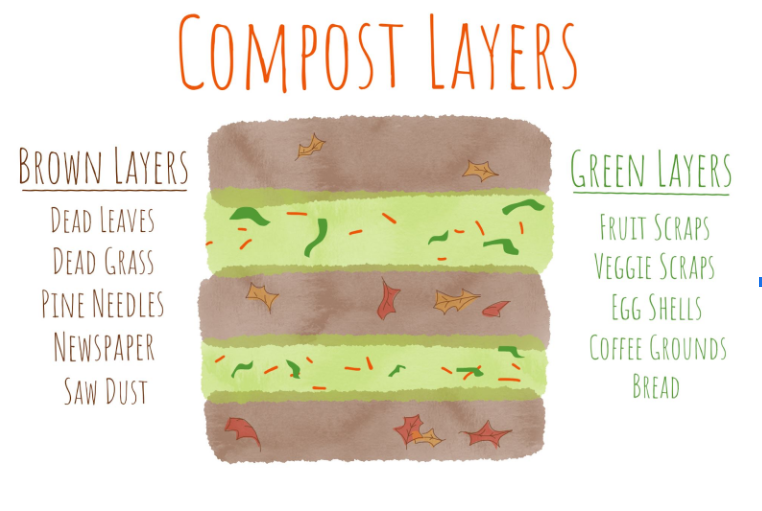 Compost Layers
Brown Layers
Dead Leaves
Dead Grass
Pine Needles
Newspaper
Saw Dust
Green Layers
Fruit Scraps
Veggie Scraps
Egg Shells
Coffee Grounds
Bread